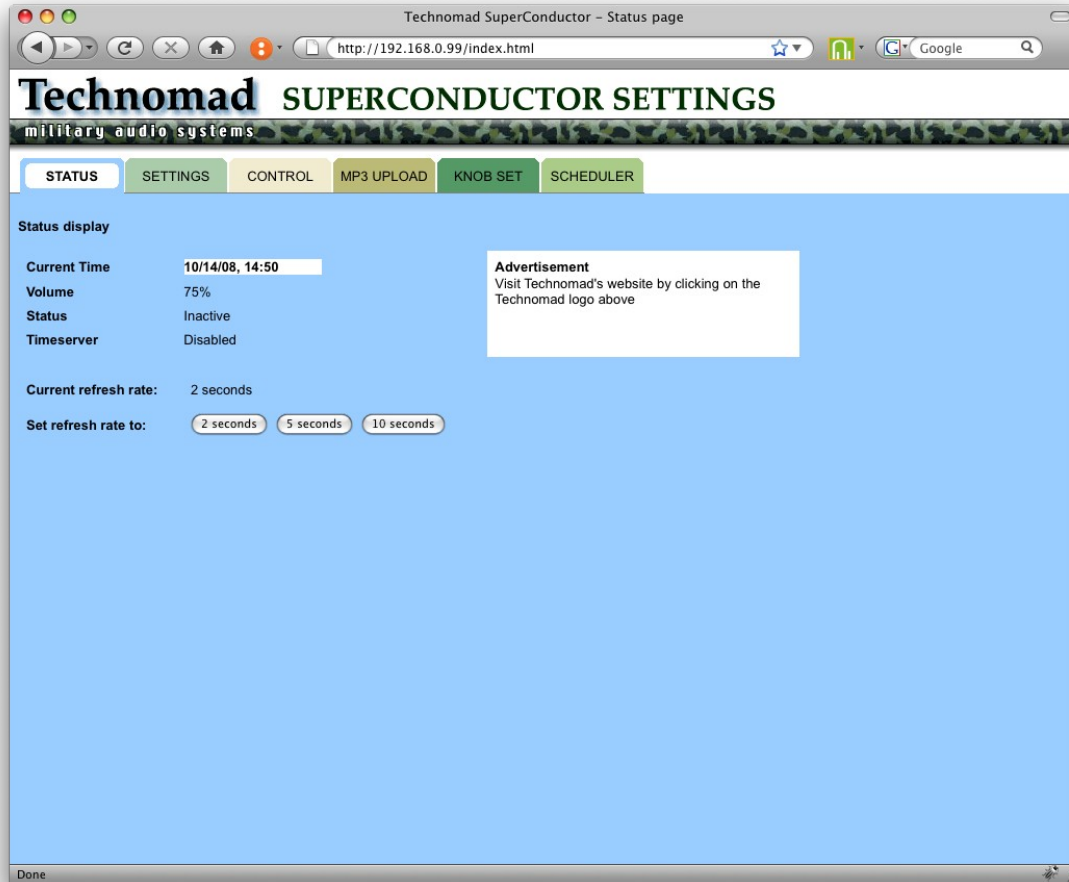 Technomad SuperConductor – Status page
http://192.168.0.99/index.html
Google
Technomad SUPERCONDUCTOR SETTINGS
military audio systems
STATUS SETTINGS CONTROL MP3 UPLOAD KNOB SET SCHEDULER
Status display
Current Time 10/14/08, 14:50
Volume 75%
Status Inactive
Timeserver Disabled
Advertisement
Visit Technomad's website by clicking on the
Technomad logo above
Current refresh rate: 2 seconds
Set refresh rate to: 2 seconds 5 seconds 10 seconds
Done